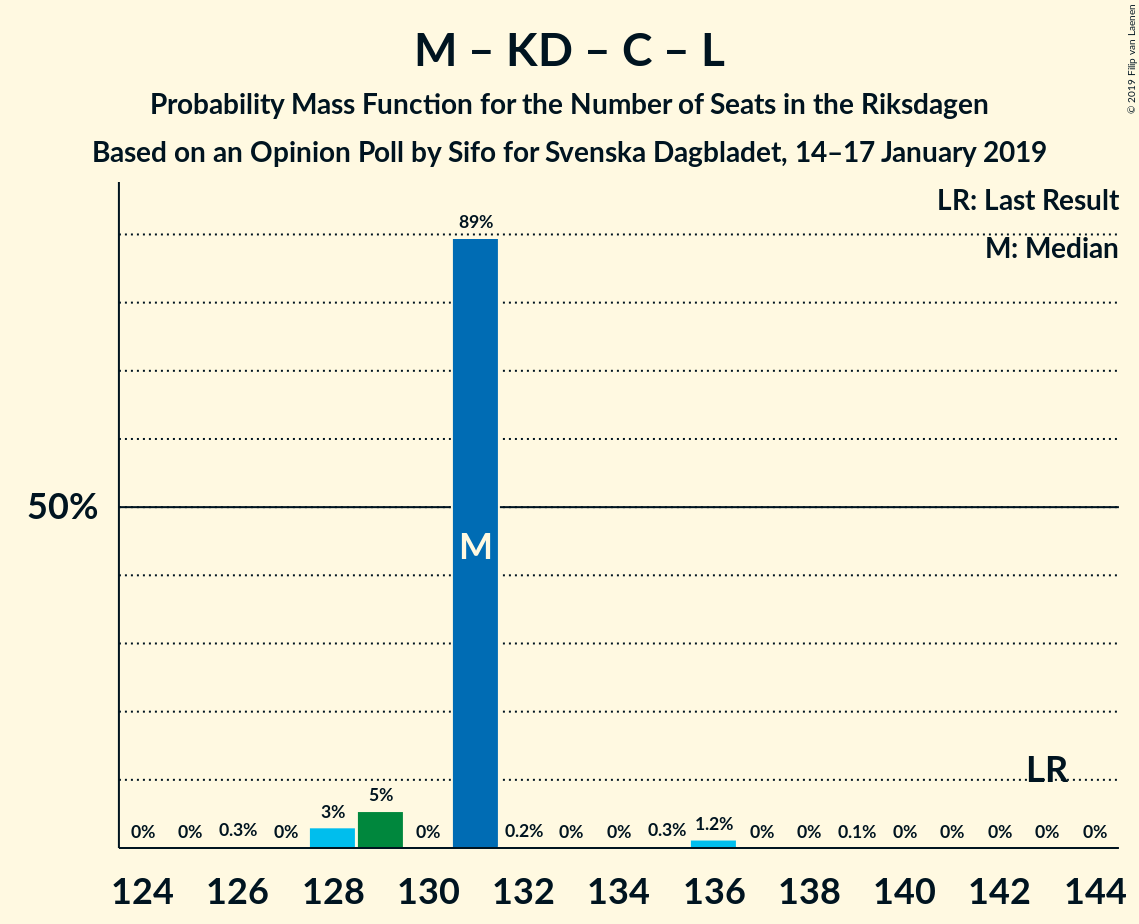 M – KD – C – L
Probability Mass Function for the Number of Seats in the Riksdagen
Based on an Opinion Poll by Sifo for Svenska Dagbladet, 14–17 January 2019
© 2019 Filip van Laenen
LR: Last Result
M: Median
89%
50%
M
LR
0% 0% 0.3% 0% 3% 5% 0% 0.2% 0% 0% 0.3% 1.2% 0% 0% 0.1% 0% 0% 0% 0% 0%
124 126 128 130 132 134 136 138 140 142 144